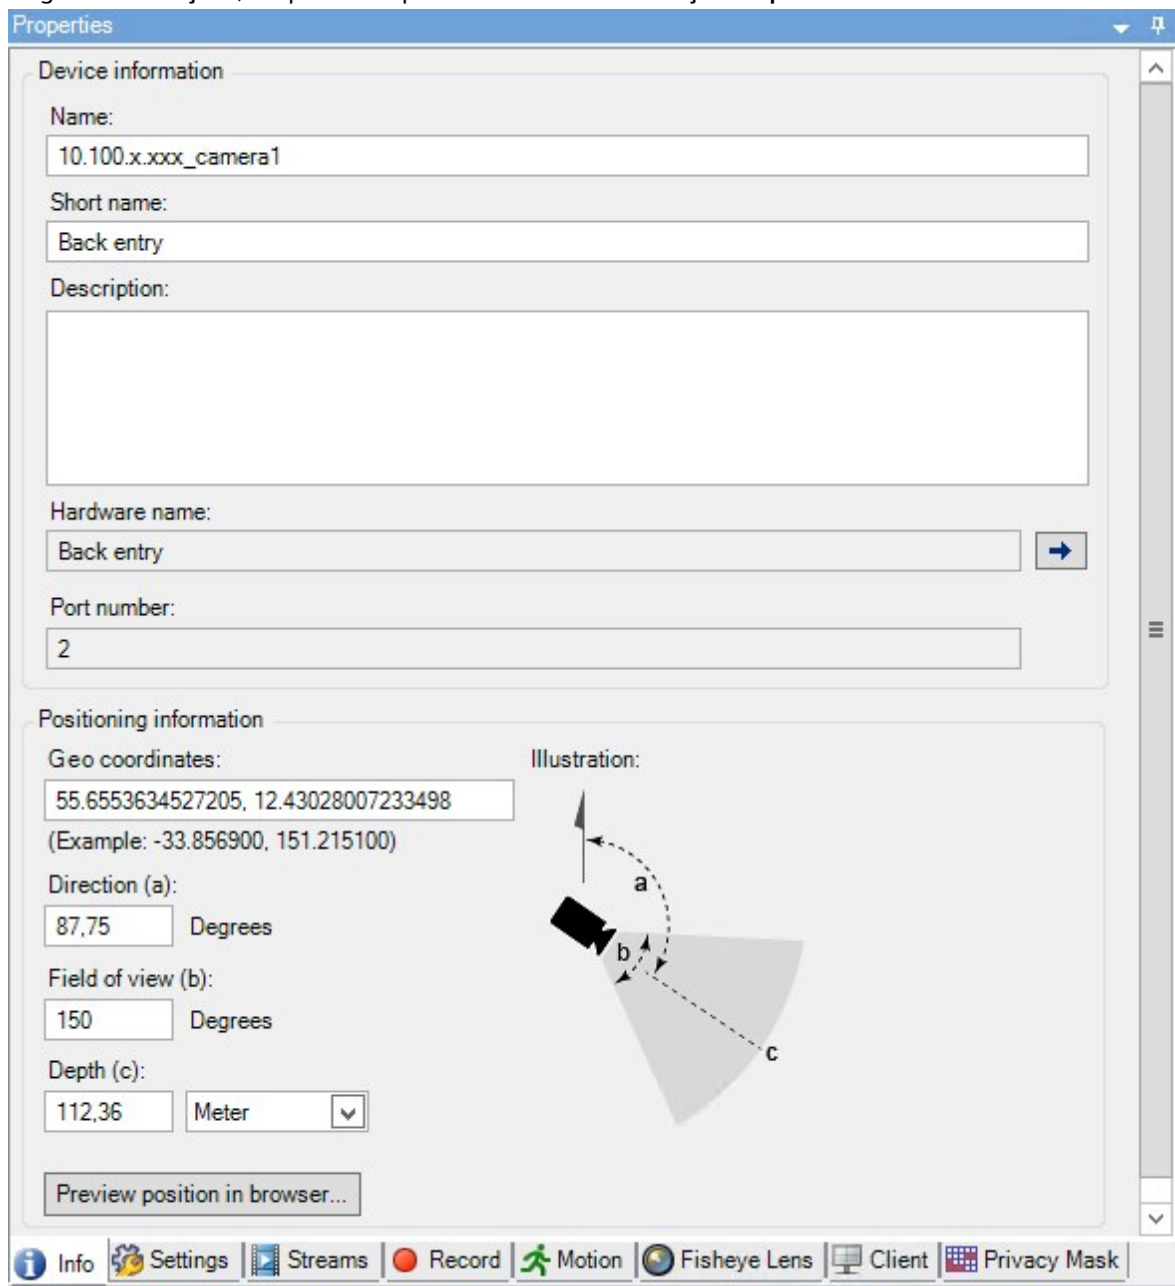 Properties
Device information
Name:
10.100.x.xxx_camera1
Short name:
Back entry
Description:
Hardware name:
Back entry
Port number:
2
Positioning information
Geo coordinates:
Illustration:
55.6553634527205, 12.43028007233498
(Example: -33.856900, 151.215100)
Direction (a):
87,75 Degrees
Field of view (b):
150 Degrees
Depth (c):
112,36 Meter
a
b
c
Preview position in browser...
Info Settings Streams Record Motion Fisheye Lens Client Privacy Mask